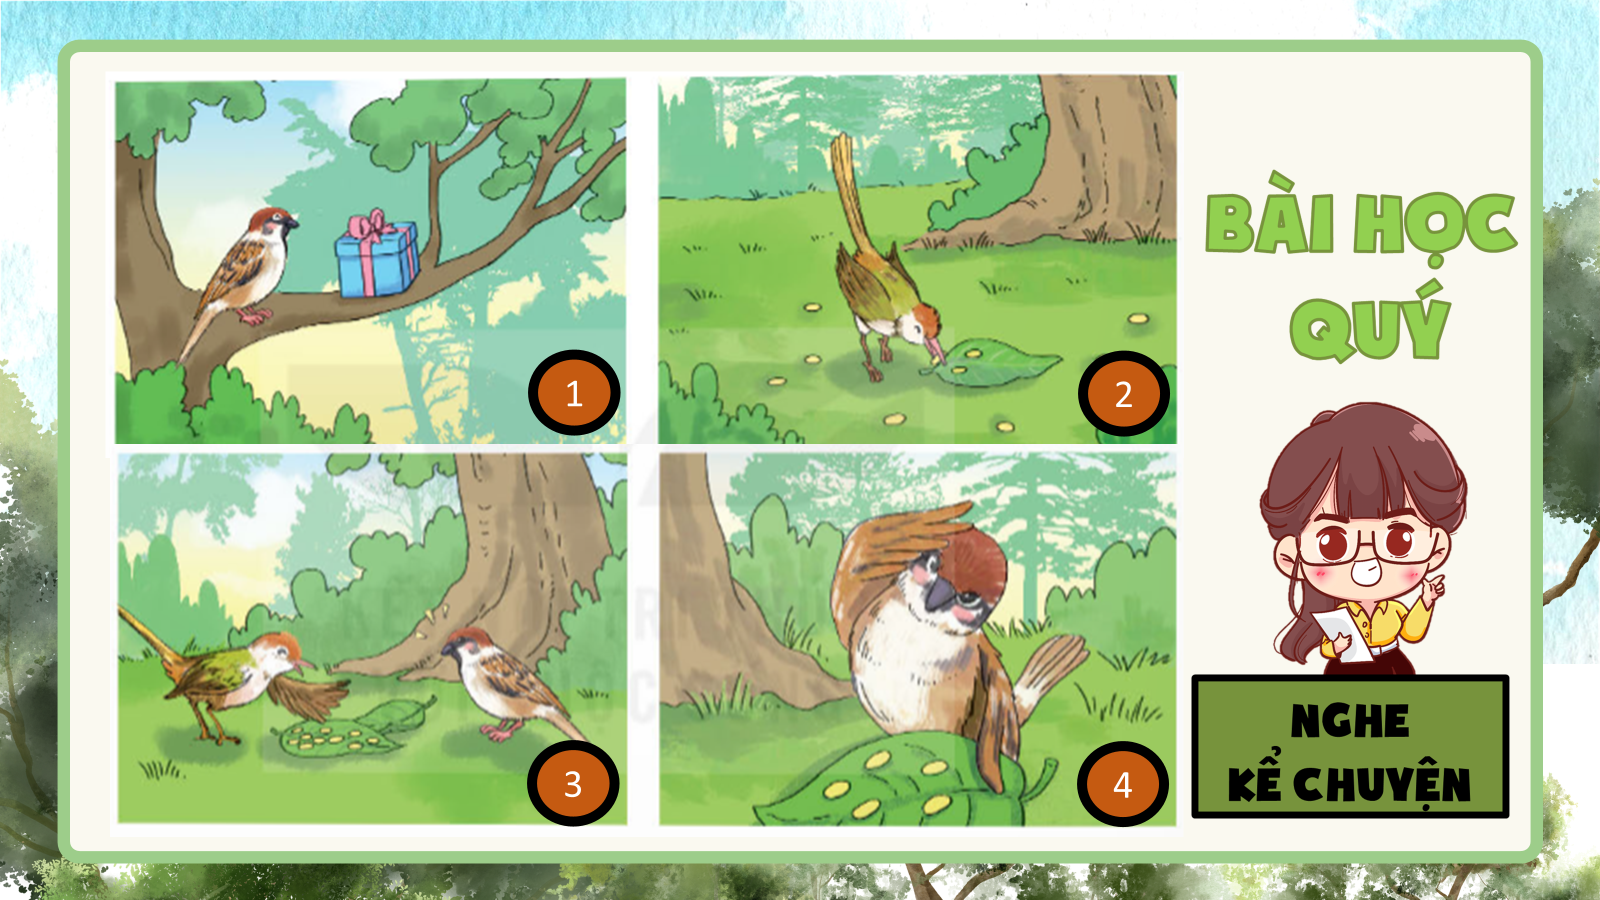 1
2
3
4
BÀI HỌC
QUÝ
NGHE
KỂ CHUYỆN